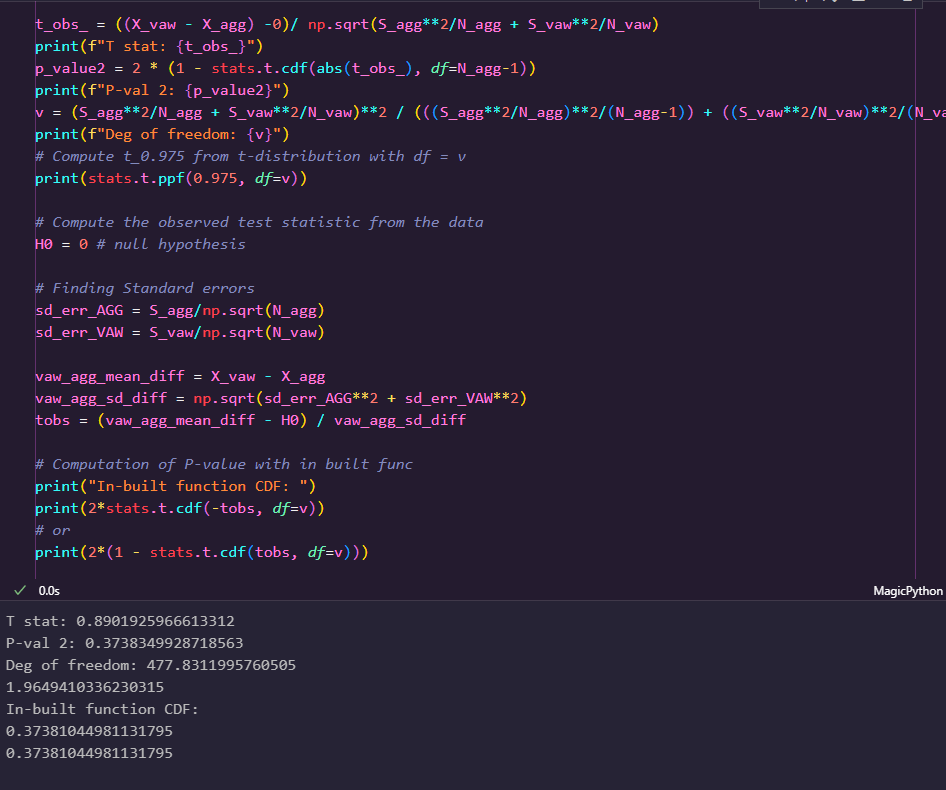 t_obs_ = ((X_vaw - X_agg) -0)/ np.sqrt(S_agg**2/N_agg + S_vaw**2/N_vaw)
print(f"T stat: {t_obs_}")
p_value2 = 2 * (1 - stats.t.cdf(abs(t_obs_), df=N_agg-1))
print(f"P-val 2: {p_value2}")
v = (S_agg**2/N_agg + S_vaw**2/N_vaw)**2 / (((S_agg**2/N_agg)**2/(N_agg-1)) + ((S_vaw**2/N_vaw)**2/(N_va
print(f"Deg of freedom: {v}")
# Compute t_0.975 from t-distribution with df = v
print(stats.t.ppf(0.975, df=v))
# Compute the observed test statistic from the data
H0 = 0 # null hypothesis
# Finding Standard errors
sd_err_AGG = S_agg/np.sqrt(N_agg)
sd_err_VAW = S_vaw/np.sqrt(N_vaw)
vaw_agg_mean_diff = X_vaw - X_agg
vaw_agg_sd_diff = np.sqrt(sd_err_AGG**2 + sd_err_VAW**2)
tobs = (vaw_agg_mean_diff - H0) / vaw_agg_sd_diff
# Computation of P-value with in built func
print("In-built function CDF: ")
print(2*stats.t.cdf(-tobs, df=v))
# or
print(2*(1 - stats.t.cdf(tobs, df=v)))
0.0s
MagicPython
T stat: 0.8901925966613312
P-val 2: 0.3738349928718563
Deg of freedom: 477.8311995760505
1.9649410336230315
In-built function CDF:
0.37381044981131795
0.37381044981131795